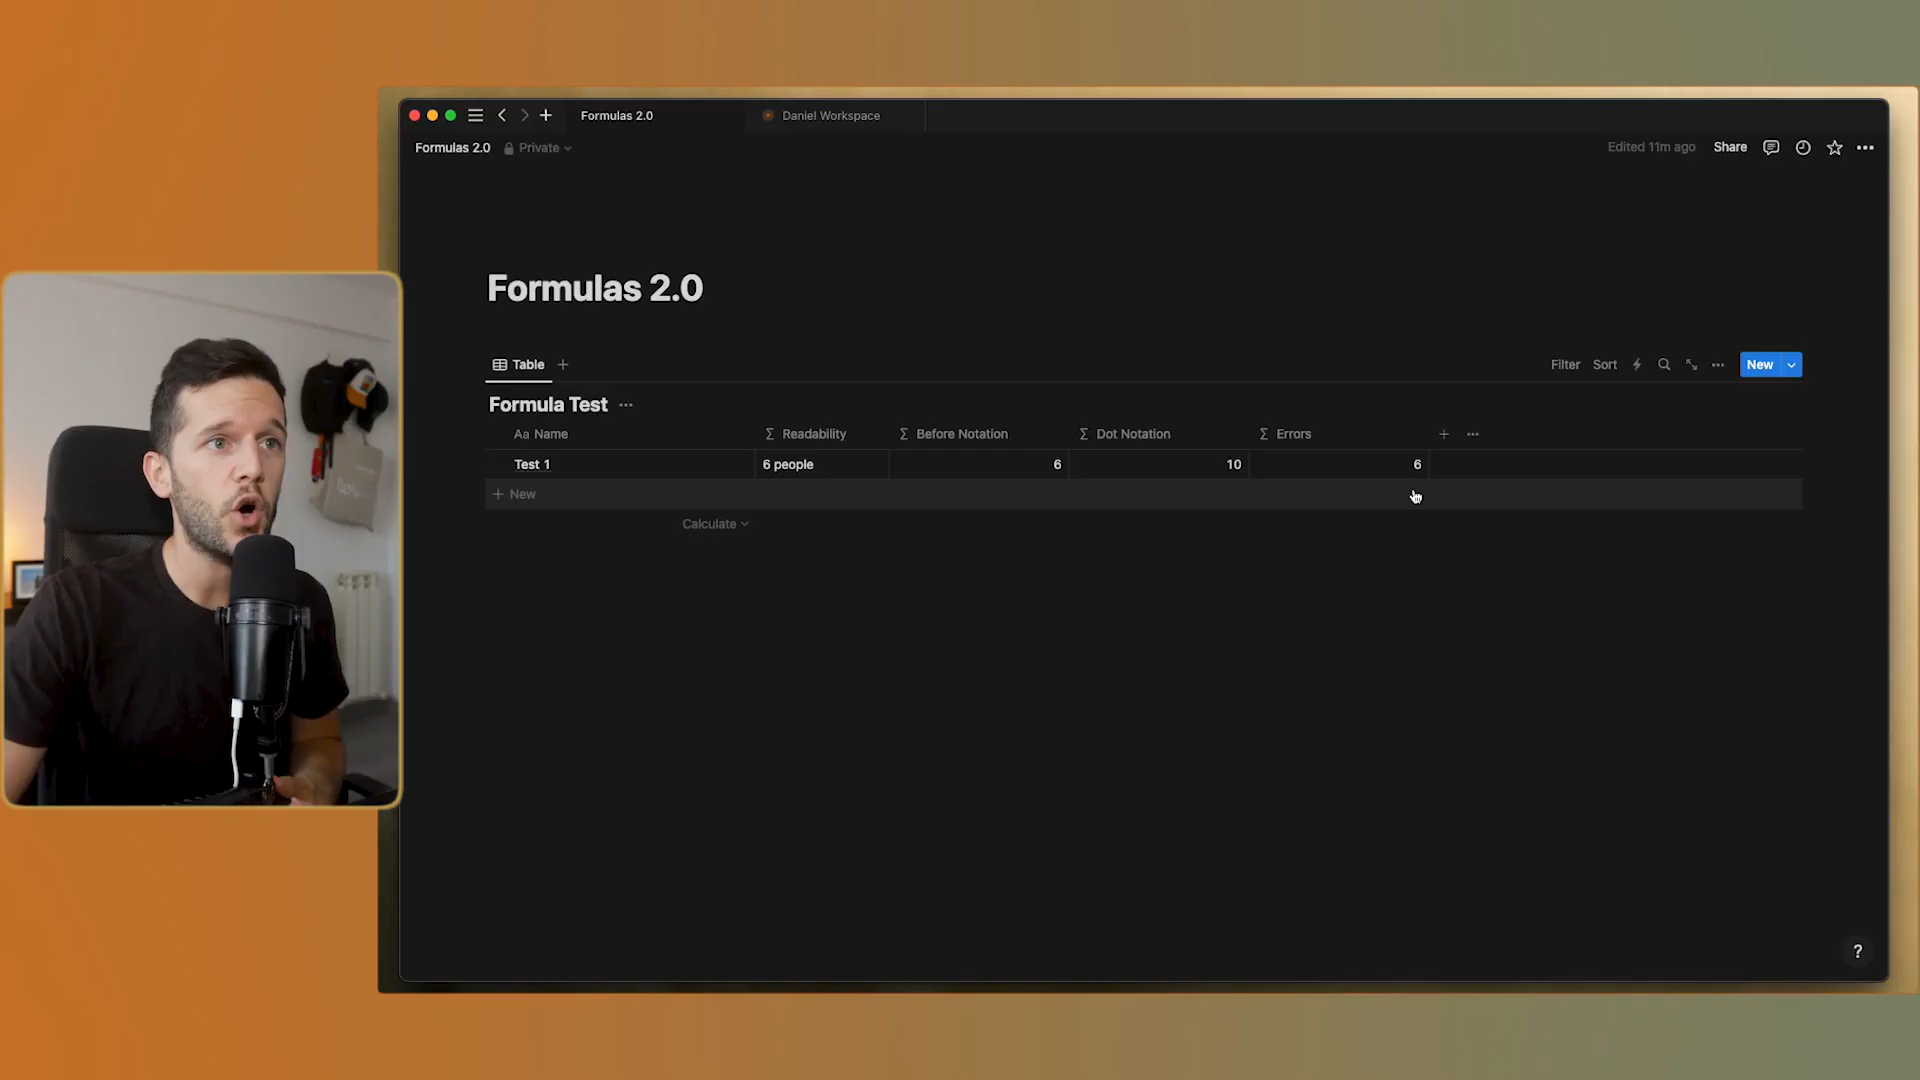 Formulas 2.0
Daniel Workspace
Formulas 2.0 Private
Edited 11m ago Share
Formulas 2.0
Table
Filter Sort New
Formula Test
Aa Name Σ Readability Σ Before Notation Σ Dot Notation Σ Errors
Test 1 6 people 6 10 6
+ New
Calculate
?